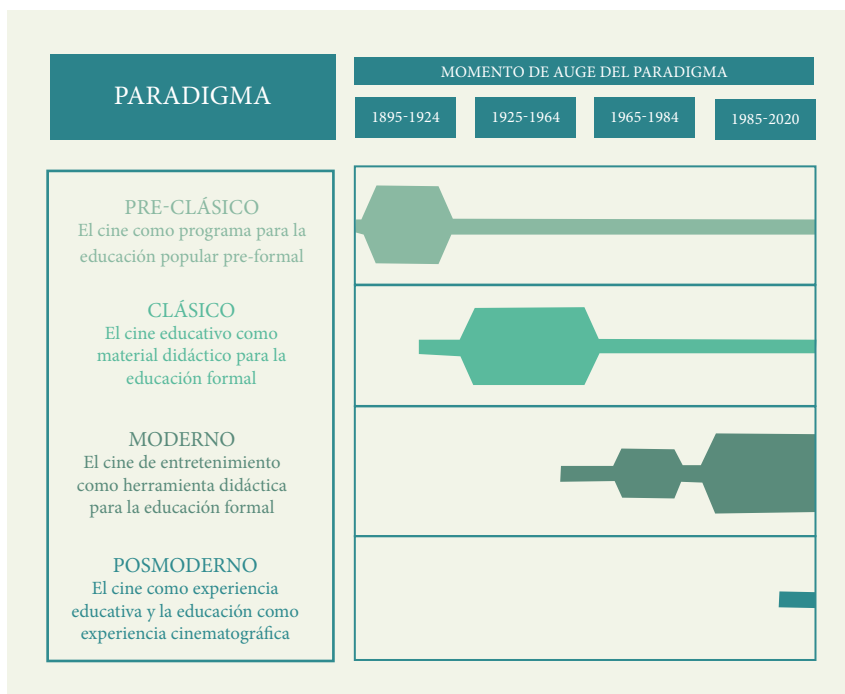 PARADIGMA
MOMENTO DE AUGE DEL PARADIGMA
1895-1924
1925-1964
1965-1984
1985-2020
PRE-CLÁSICO
El cine como programa para la
educación popular pre-formal
CLÁSICO
El cine educativo como
material didáctico para la
educación formal
MODERNO
El cine de entretenimiento
como herramienta didáctica
para la educación formal
POSMODERNO
El cine como experiencia
educativa y la educación como
experiencia cinematográfica